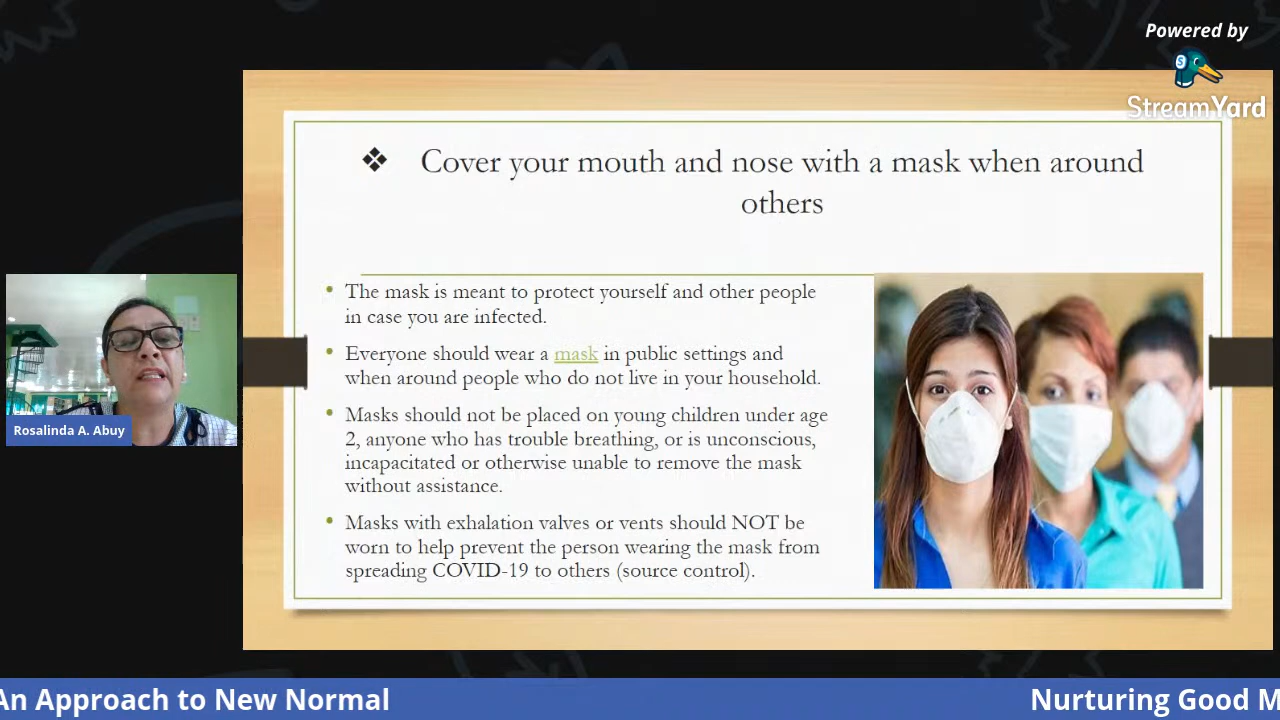 Powered by
StreamYard
❖ Cover your mouth and nose with a mask when around
others
• The mask is meant to protect yourself and other people
in case you are infected.
• Everyone should wear a mask in public settings and
when around people who do not live in your household.
• Masks should not be placed on young children under age
2, anyone who has trouble breathing, or is unconscious,
incapacitated or otherwise unable to remove the mask
without assistance.
• Masks with exhalation valves or vents should NOT be
worn to help prevent the person wearing the mask from
spreading COVID-19 to others (source control).
Rosalinda A. Abuy
An Approach to New Normal
Nurturing Good M